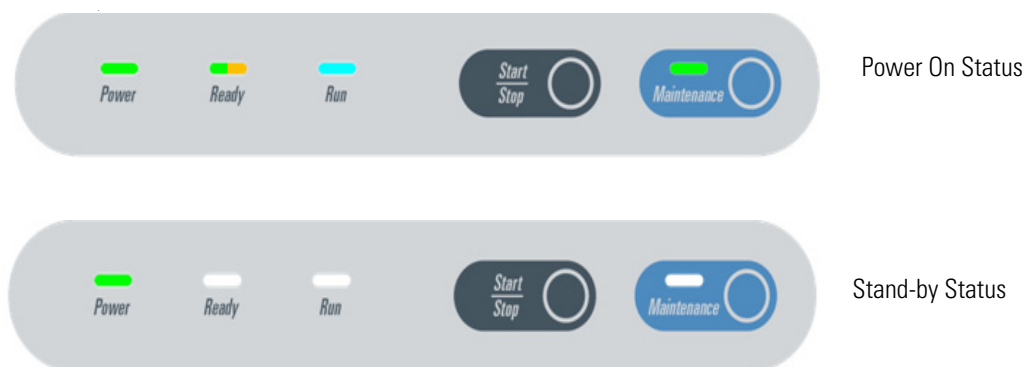 Power
Ready
Run
Start
Stop
Maintenance
Power On Status
Power
Ready
Run
Start
Stop
Maintenance
Stand-by Status